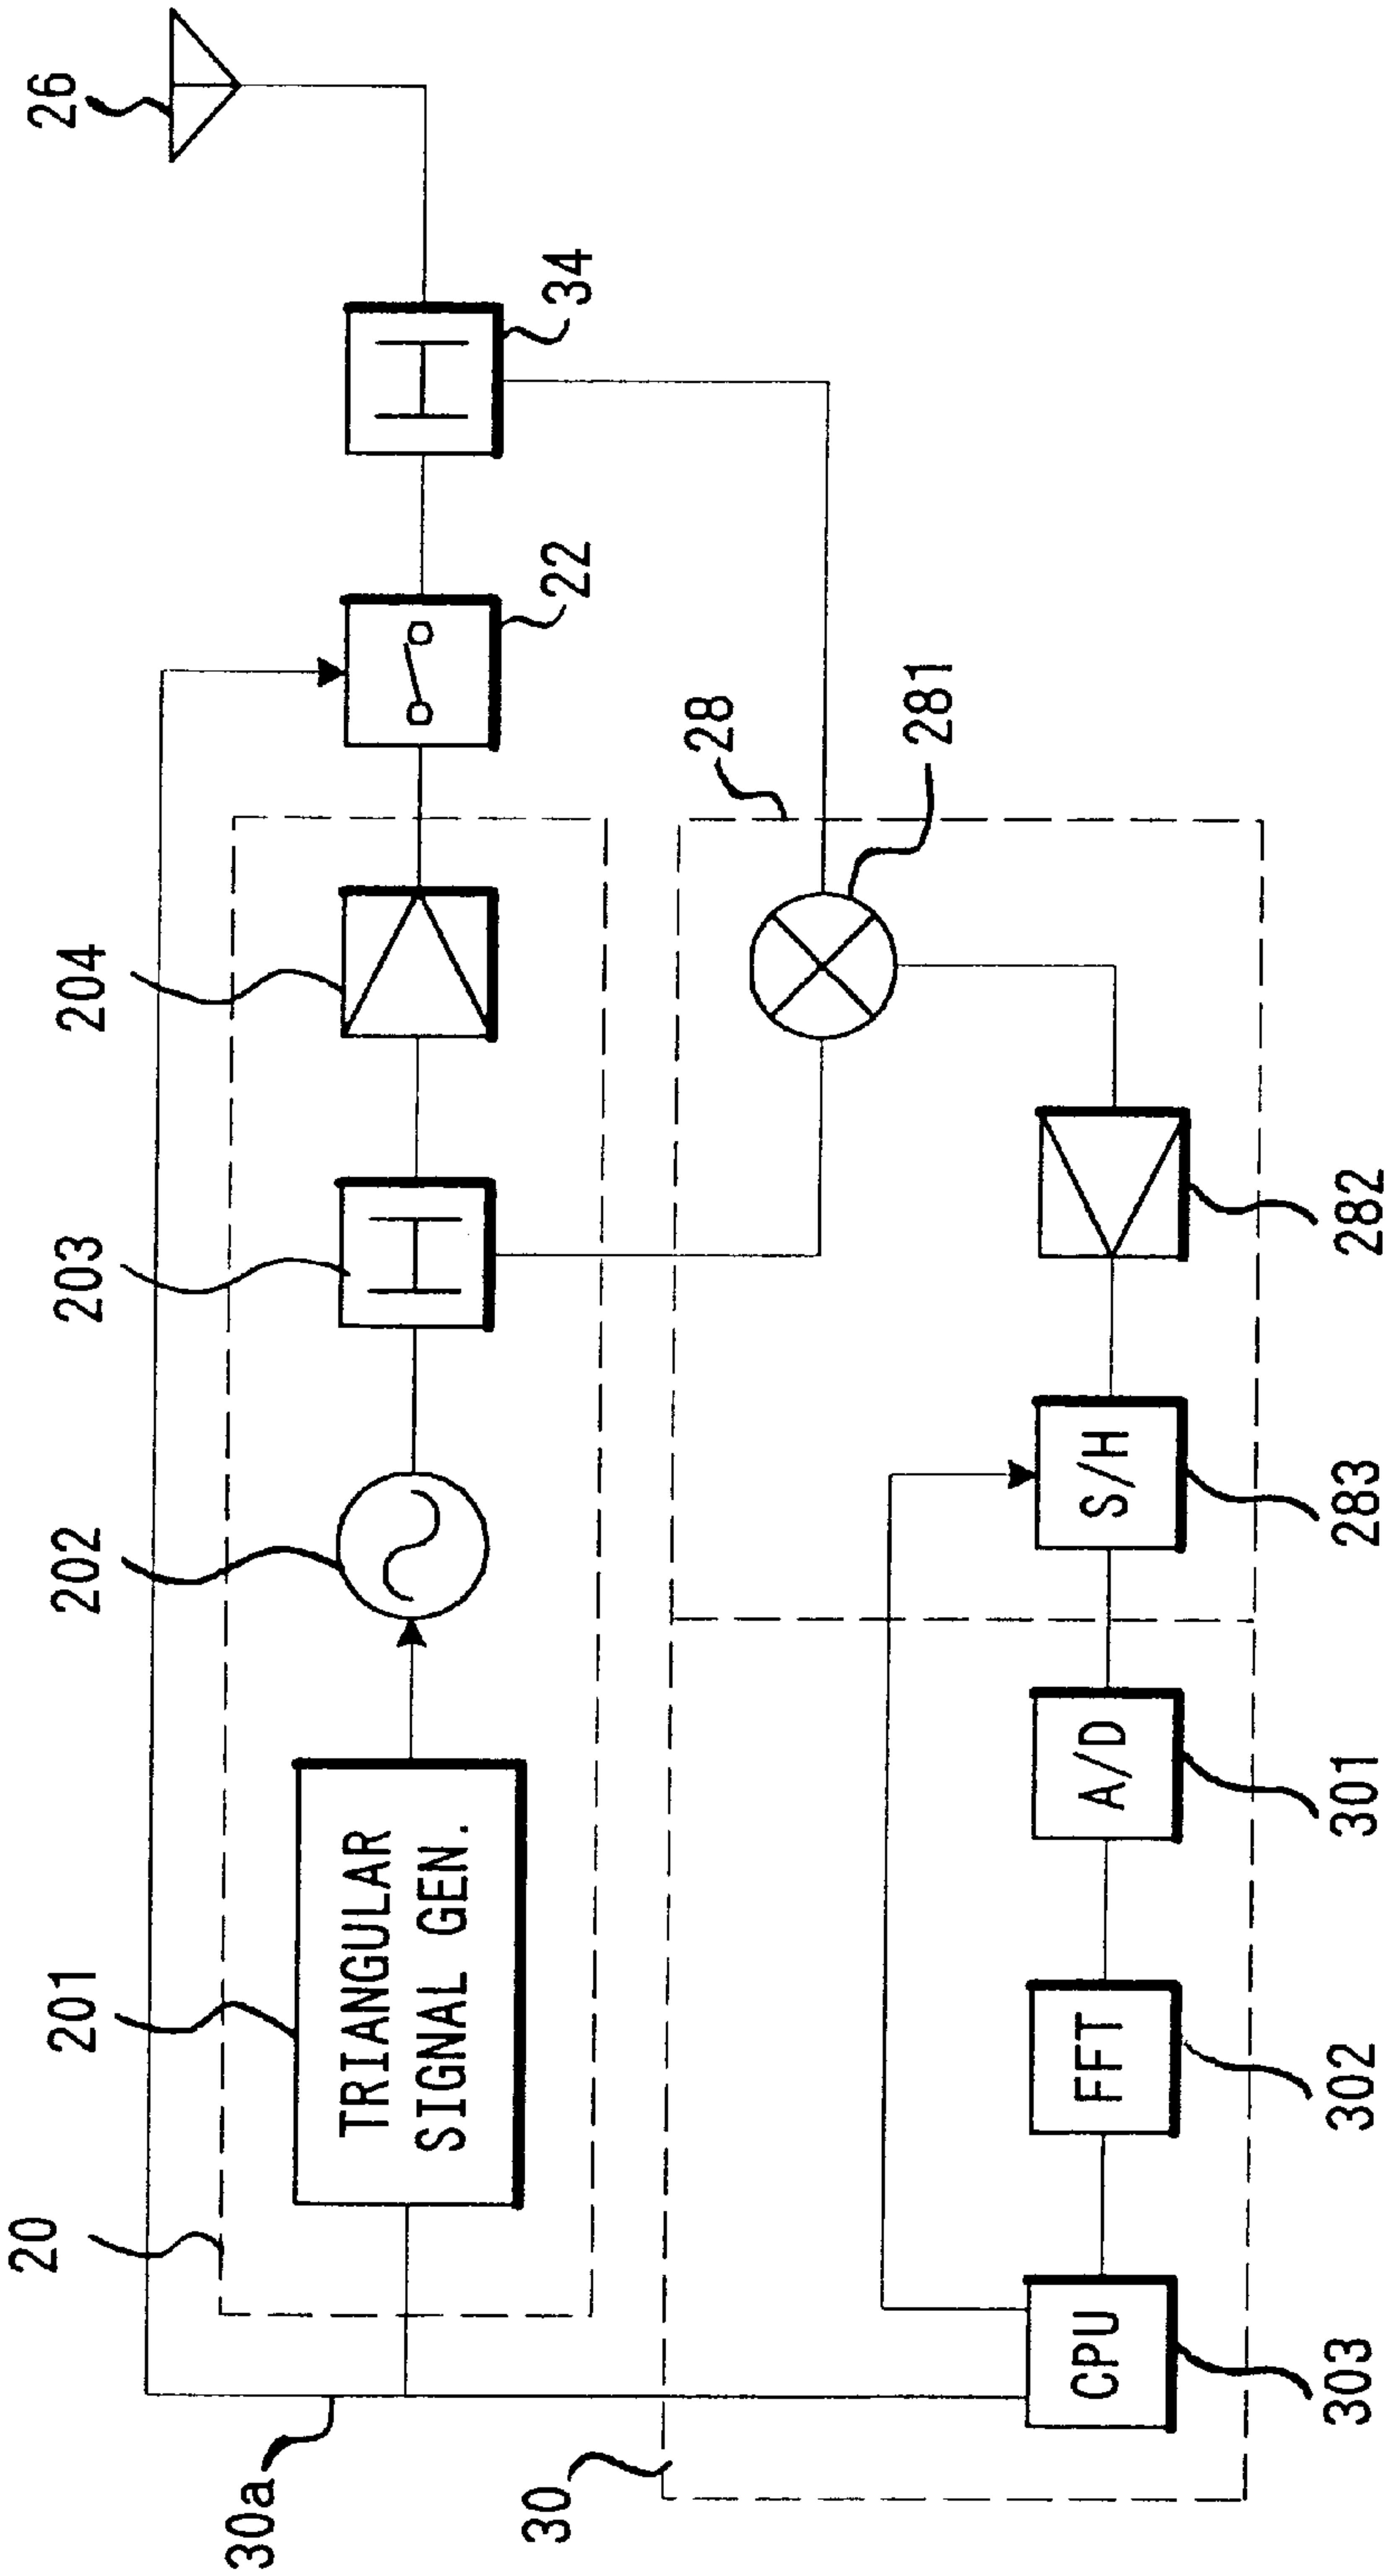 20
201
202
203
204
26
TRIANGULAR
SIGNAL GEN.
22
34
30a
30
28
281
CPU
FFT
A/D
S/H
303
302
301
283
282